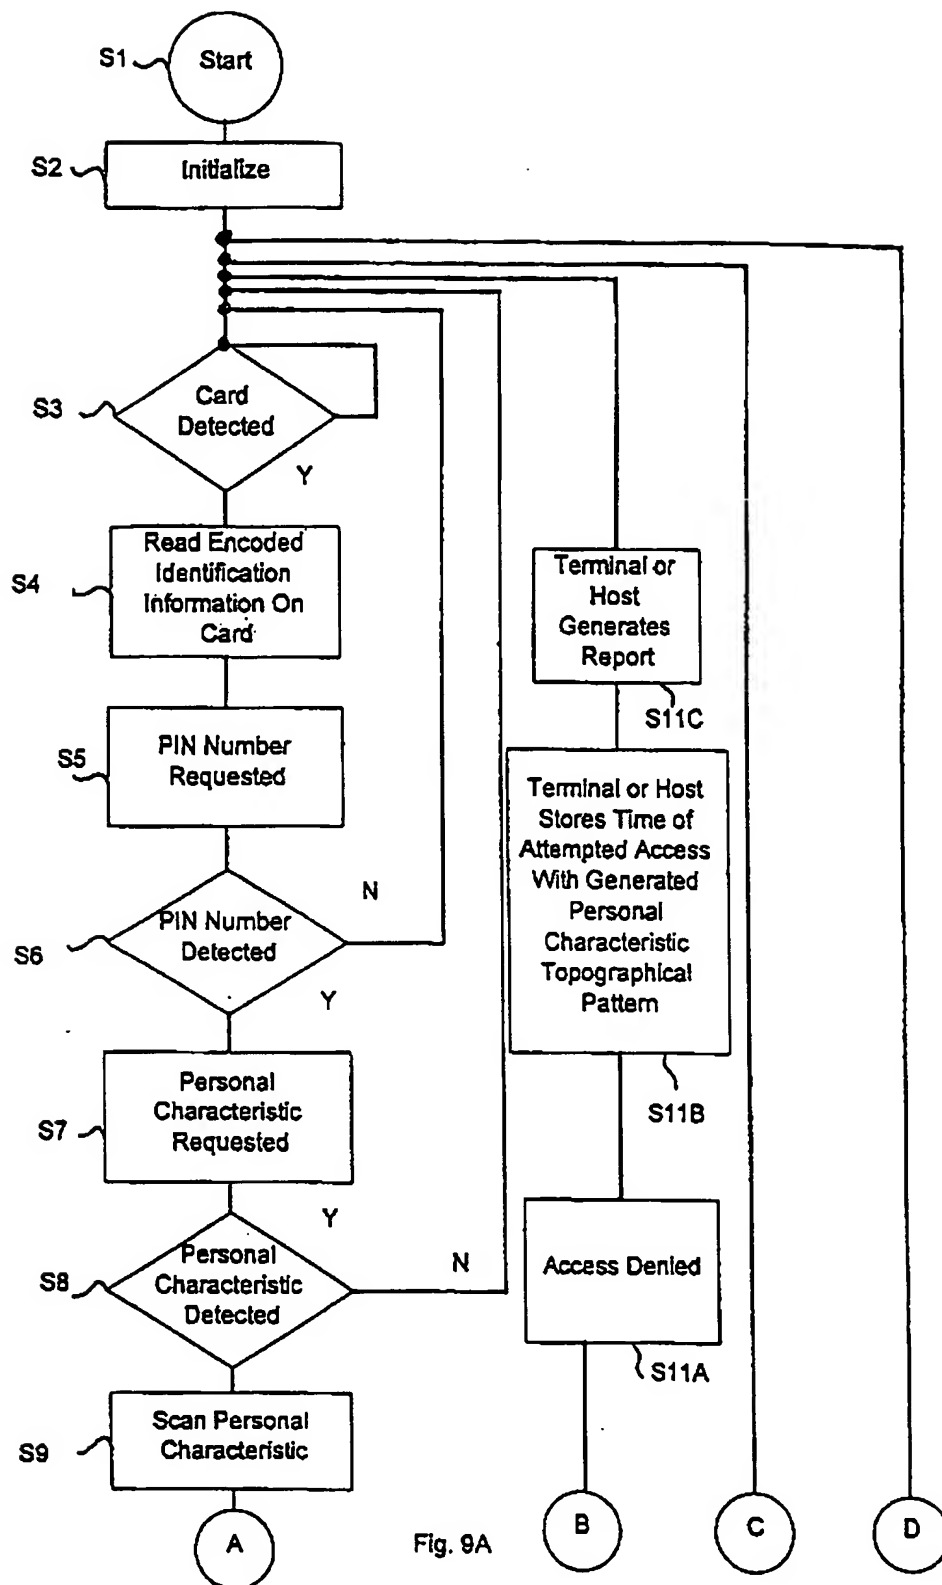 S1
Start
S2
Initialize
S3
Card
Detected
Y
S4
Read Encoded
Identification
Information On
Card
S5
PIN Number
Requested
S6
PIN Number
Detected
N
Y
S7
Personal
Characteristic
Requested
Y
S8
Personal
Characteristic
Detected
N
S9
Scan Personal
Characteristic
A
Terminal or
Host
Generates
Report
S11C
Terminal or Host
Stores Time of
Attempted Access
With Generated
Personal
Characteristic
Topographical
Pattern
S11B
Access Denied
S11A
B
C
D
Fig. 9A